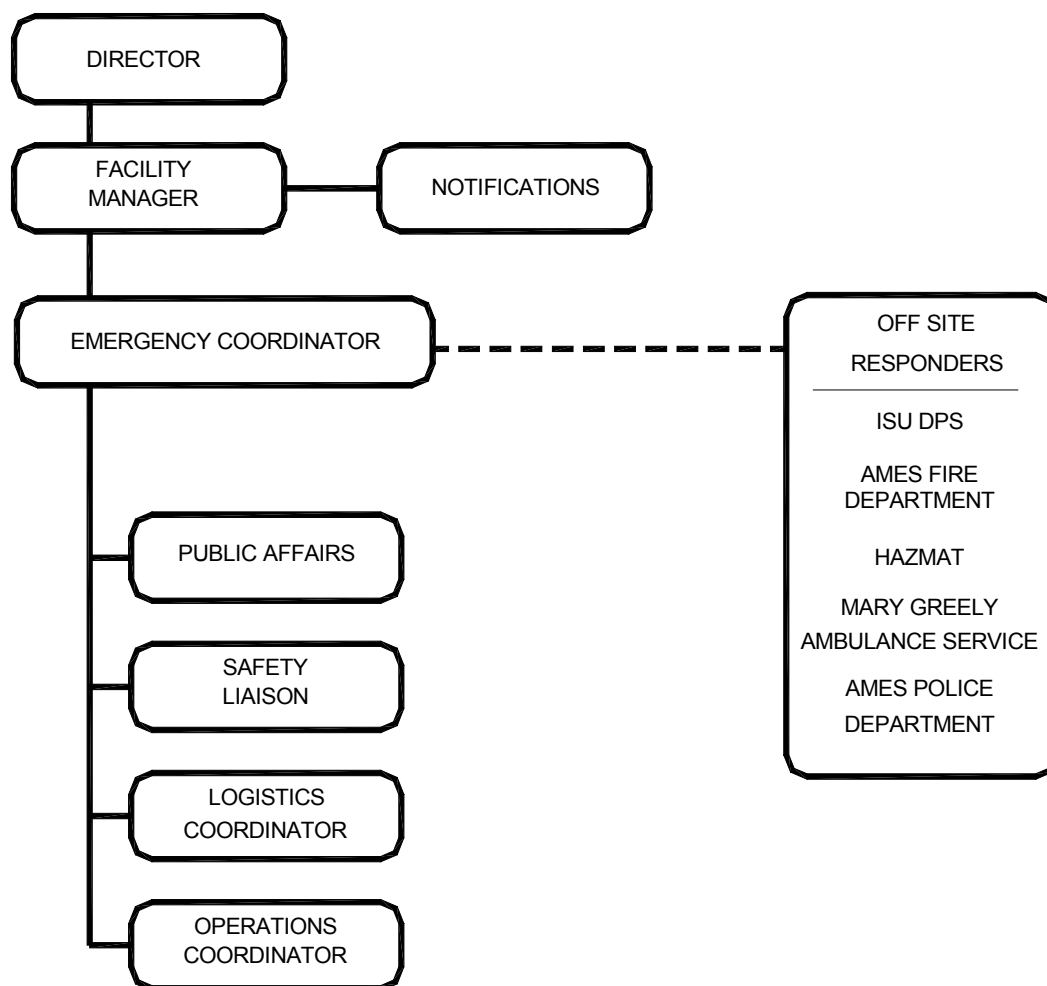 DIRECTOR
FACILITY
MANAGER
NOTIFICATIONS
EMERGENCY COORDINATOR
OFF SITE
RESPONDERS
ISU DPS
AMES FIRE
DEPARTMENT
HAZMAT
MARY GREELY
AMBULANCE SERVICE
AMES POLICE
DEPARTMENT
PUBLIC AFFAIRS
SAFETY
LIAISON
LOGISTICS
COORDINATOR
OPERATIONS
COORDINATOR